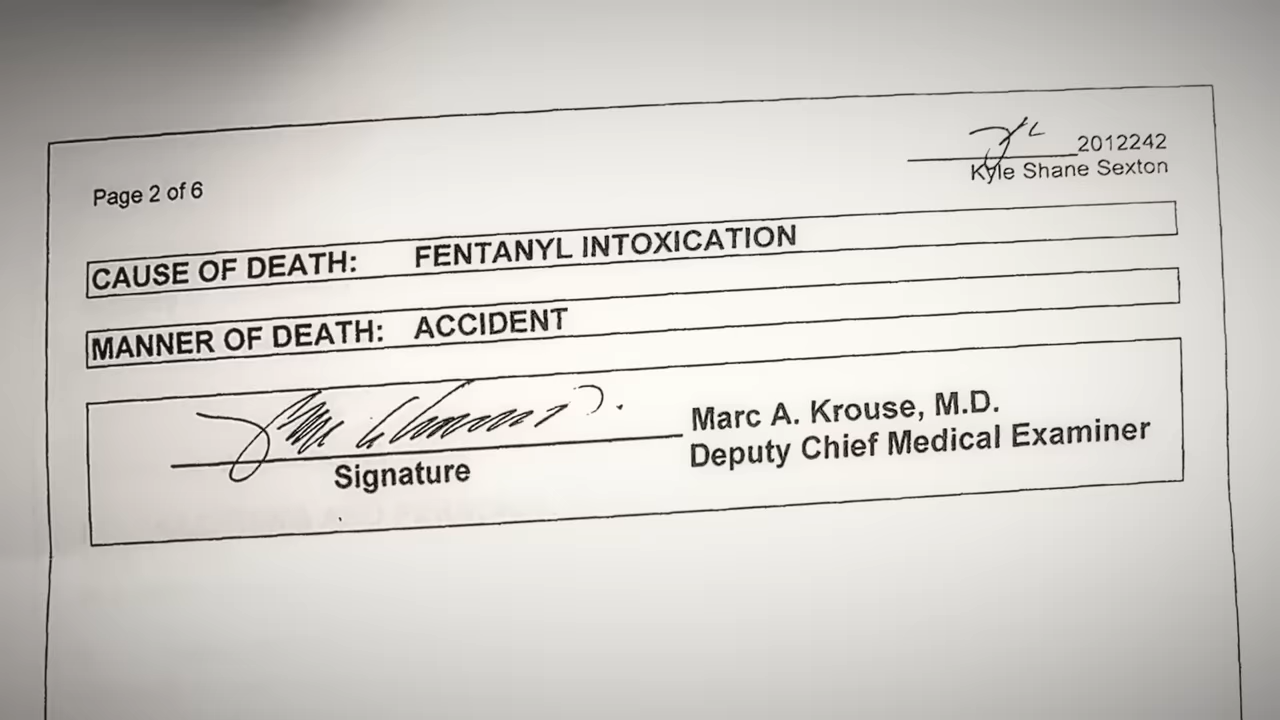 2012242
Page 2 of 6
Kyle Shane Sexton
CAUSE OF DEATH: FENTANYL INTOXICATION
MANNER OF DEATH: ACCIDENT
Marc A. Krouse, M.D.
Deputy Chief Medical Examiner
Signature